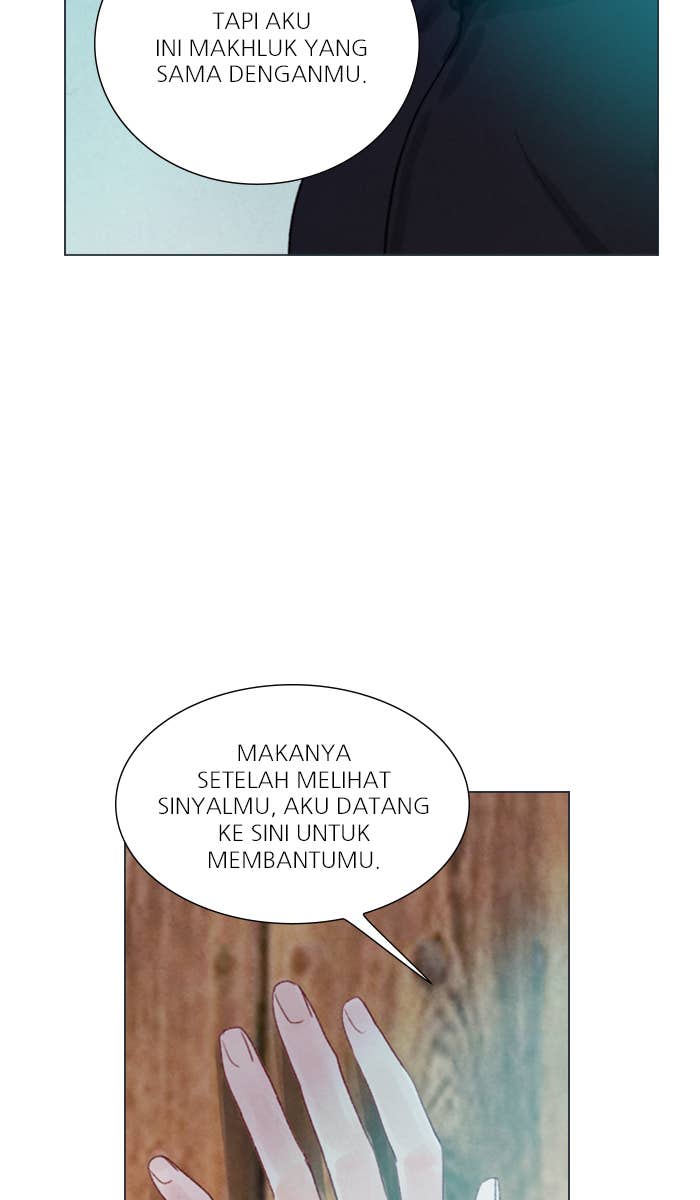 TAPI AKU
INI MAKHLUK YANG
SAMA DENGANMU.
MAKANYA
SETELAH MELIHAT
SINYALMU, AKU DATANG
KE SINI UNTUK
MEMBANTUMU.